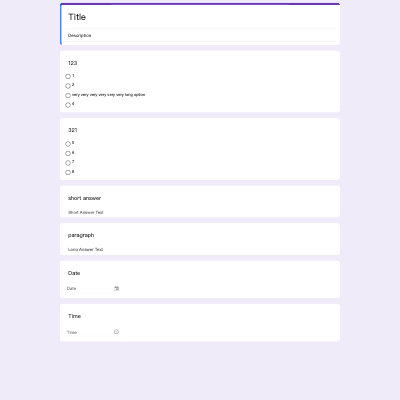 Title
Description
123
1
2
very very very very very very long option
4
321
5
6
7
8
short answer
Short Answer Text
paragraph
Long Answer Text
Date
Date
Time
Time